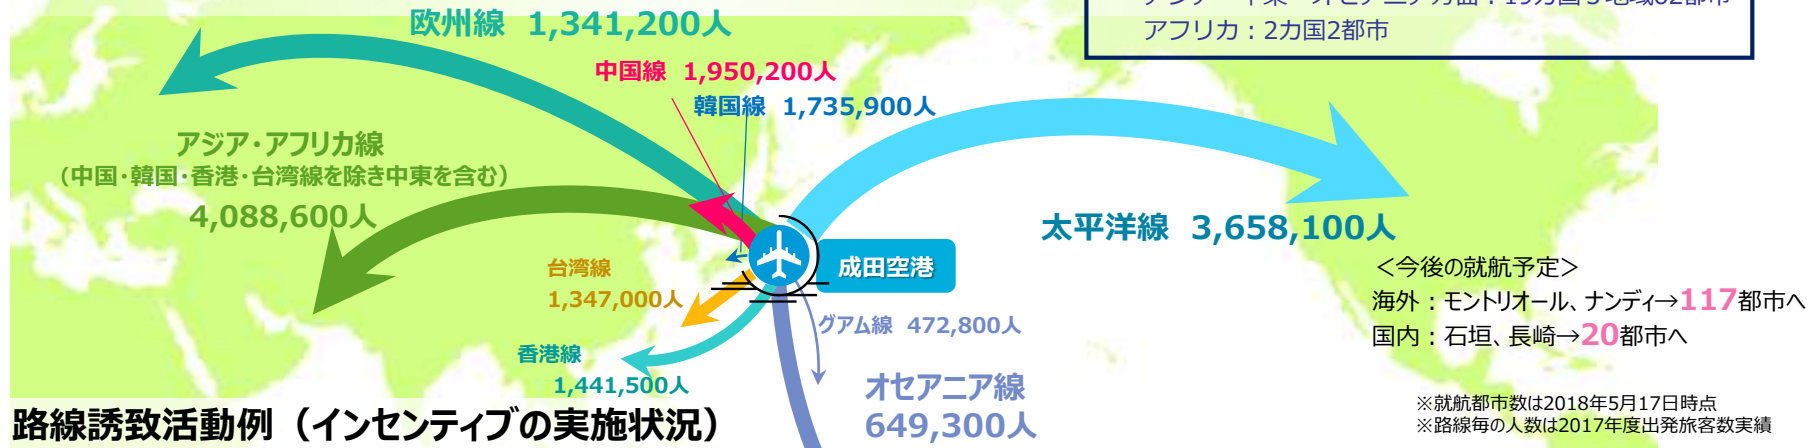 アフリカ：2カ国2都市
欧州線 1,341,200人
中国線 1,950,200人
韓国線 1,735,900人
アジア・アフリカ線
（中国・韓国・香港・台湾線を除き中東を含む）
4,088,600人
太平洋線 3,658,100人
成田空港
台湾線
1,347,000人
グアム線 472,800人
香港線
1,441,500人
オセアニア線
649,300人
＜今後の就航予定＞
海外：モントリオール、ナンディ→117都市へ
国内：石垣、長崎→20都市へ
路線誘致活動例（インセンティブの実施状況）
※就航都市数は2018年5月17日時点
※路線毎の人数は2017年度出発旅客数実績